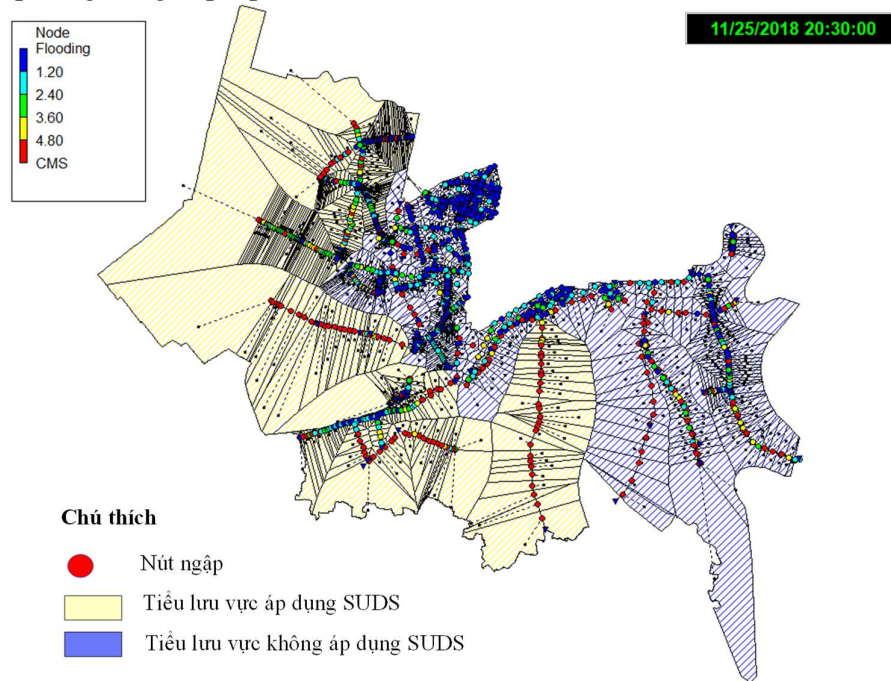 11/25/2018 20:30:00
Node
Flooding
1.20
2.40
3.60
4.80
CMS
Chú thích
Nút ngập
Tiểu lưu vực áp dụng SUDS
Tiểu lưu vực không áp dụng SUDS